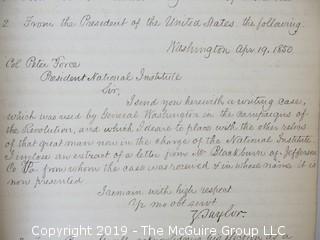 2 From the President of the United States the following.
Washington Apr. 19. 1850
Col Peter Force
President National Institute
Sir,
I send you herewith a writing case,
which was used by General Washington in the campaigns of
the Revolution, and which I desire to place with the other relics
of that great man now in the charge of the National Institute.
I inclose an extract of a letter from Mr Blackburn of Jefferson
Co Va. from whom the case was received & in whose name it is
now presented
I remain with high respect
Yr mo obt servt
Z Taylor.
Copyright 2019 - The McGuire Group, LLC